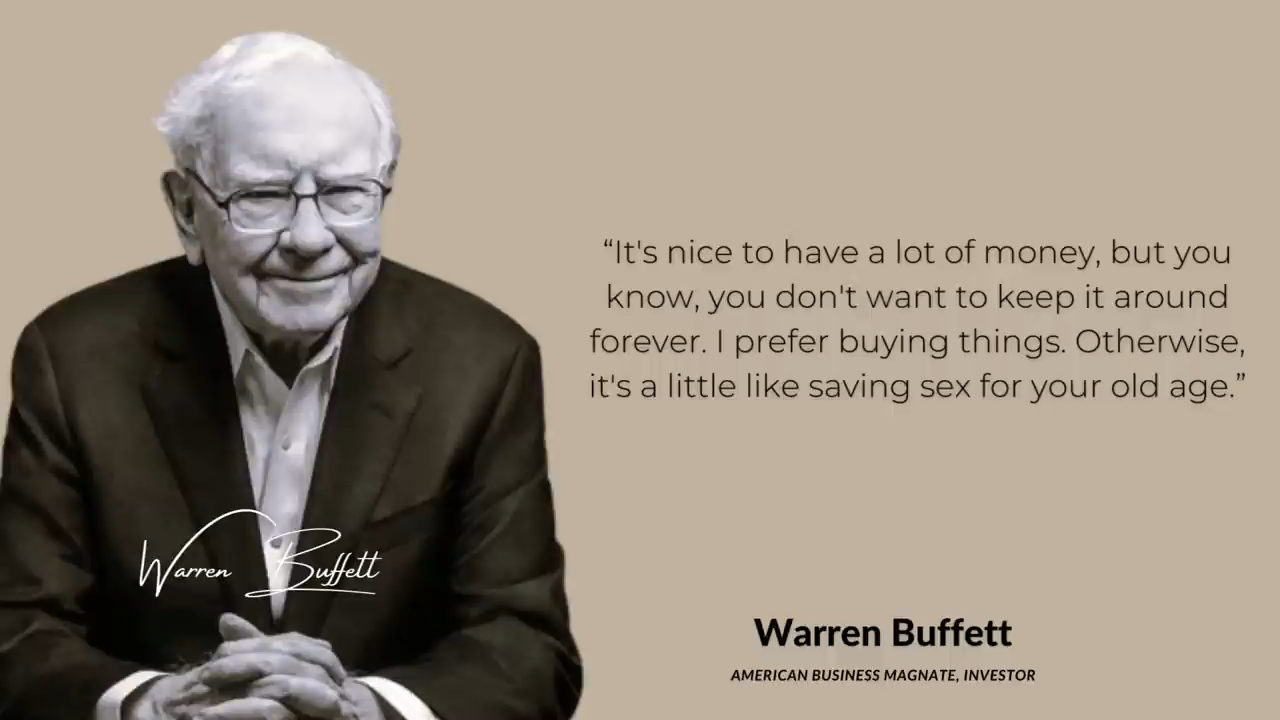 “It's nice to have a lot of money, but you
know, you don't want to keep it around
forever. I prefer buying things. Otherwise,
it's a little like saving sex for your old age.”
Warren Buffett
Warren Buffett
AMERICAN BUSINESS MAGNATE, INVESTOR